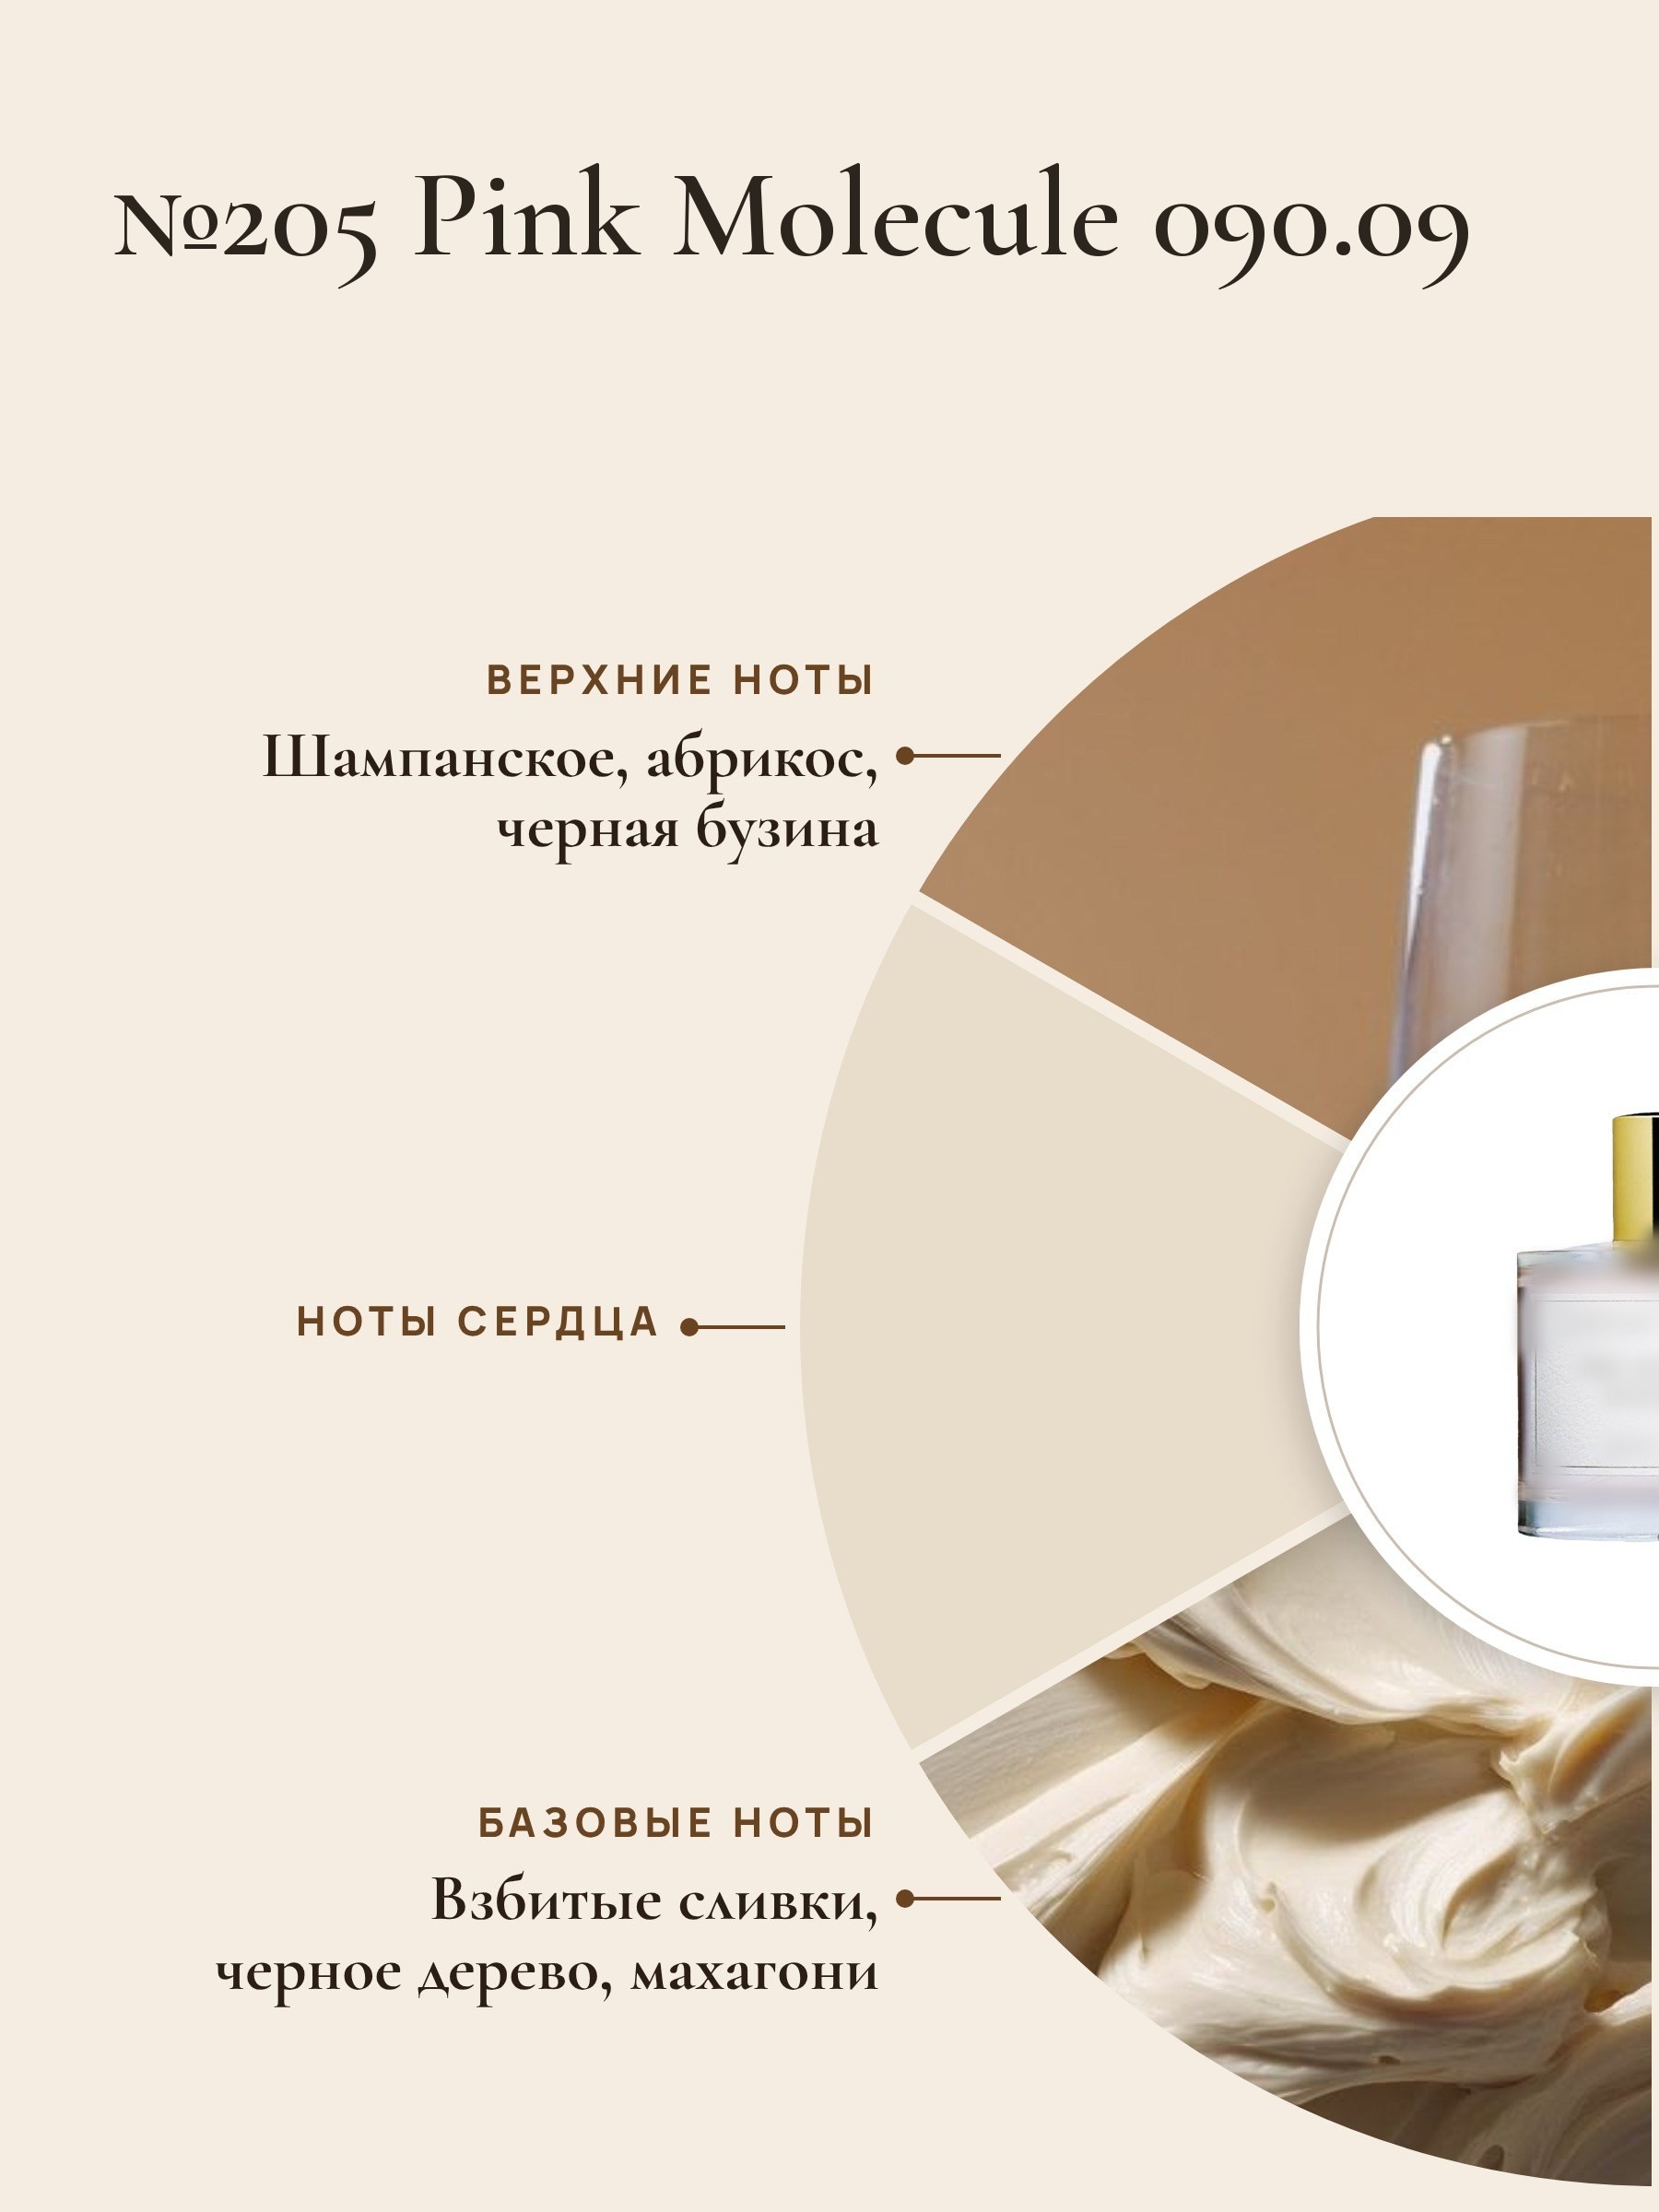 №205 Pink Molecule 090.09
ВЕРХНИЕ НОТЫ
Шампанское, абрикос,
черная бузина
НОТЫ СЕРДЦА
БАЗОВЫЕ НОТЫ
Взбитые сливки,
черное дерево, махагони